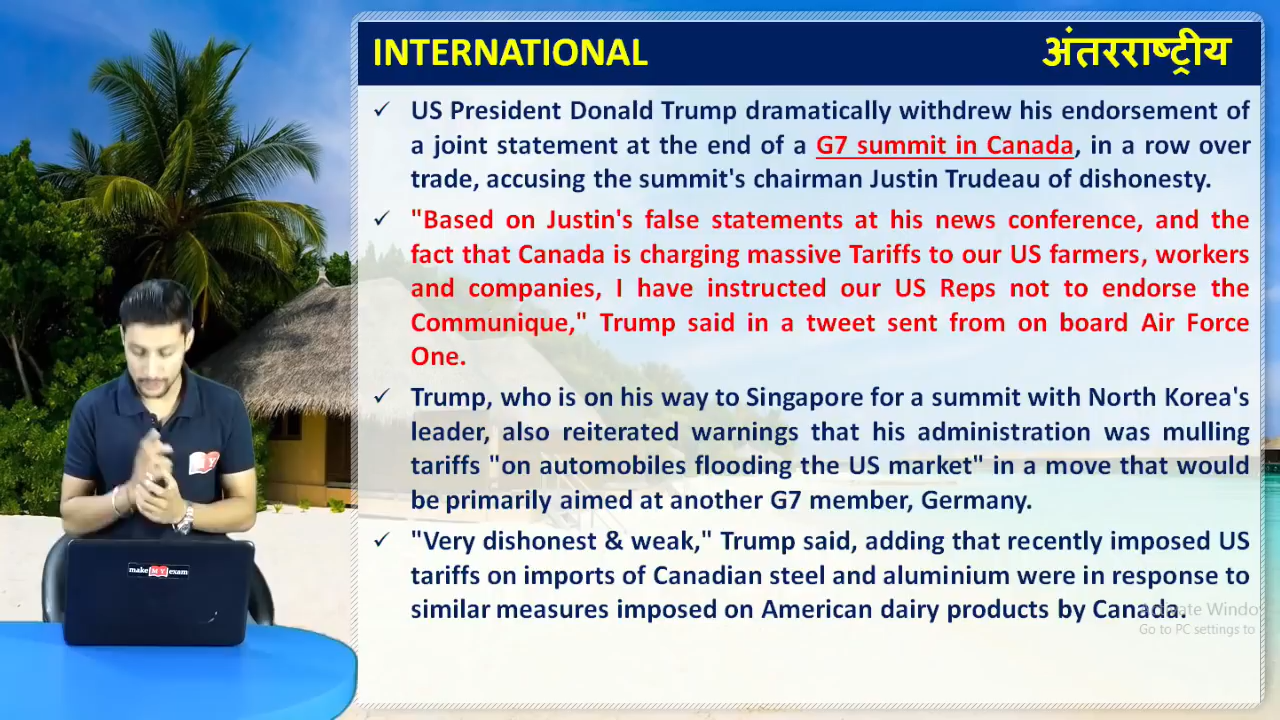 INTERNATIONAL
अंतरराष्ट्रीय
✓ US President Donald Trump dramatically withdrew his endorsement of
a joint statement at the end of a G7 summit in Canada, in a row over
trade, accusing the summit's chairman Justin Trudeau of dishonesty.
✓ "Based on Justin's false statements at his news conference, and the
fact that Canada is charging massive Tariffs to our US farmers, workers
and companies, I have instructed our US Reps not to endorse the
Communique," Trump said in a tweet sent from on board Air Force
One.
✓ Trump, who is on his way to Singapore for a summit with North Korea's
leader, also reiterated warnings that his administration was mulling
tariffs "on automobiles flooding the US market" in a move that would
be primarily aimed at another G7 member, Germany.
✓ "Very dishonest & weak," Trump said, adding that recently imposed US
tariffs on imports of Canadian steel and aluminium were in response to
similar measures imposed on American dairy products by Canada.
Windo
Go to PC settings to
make MY exam